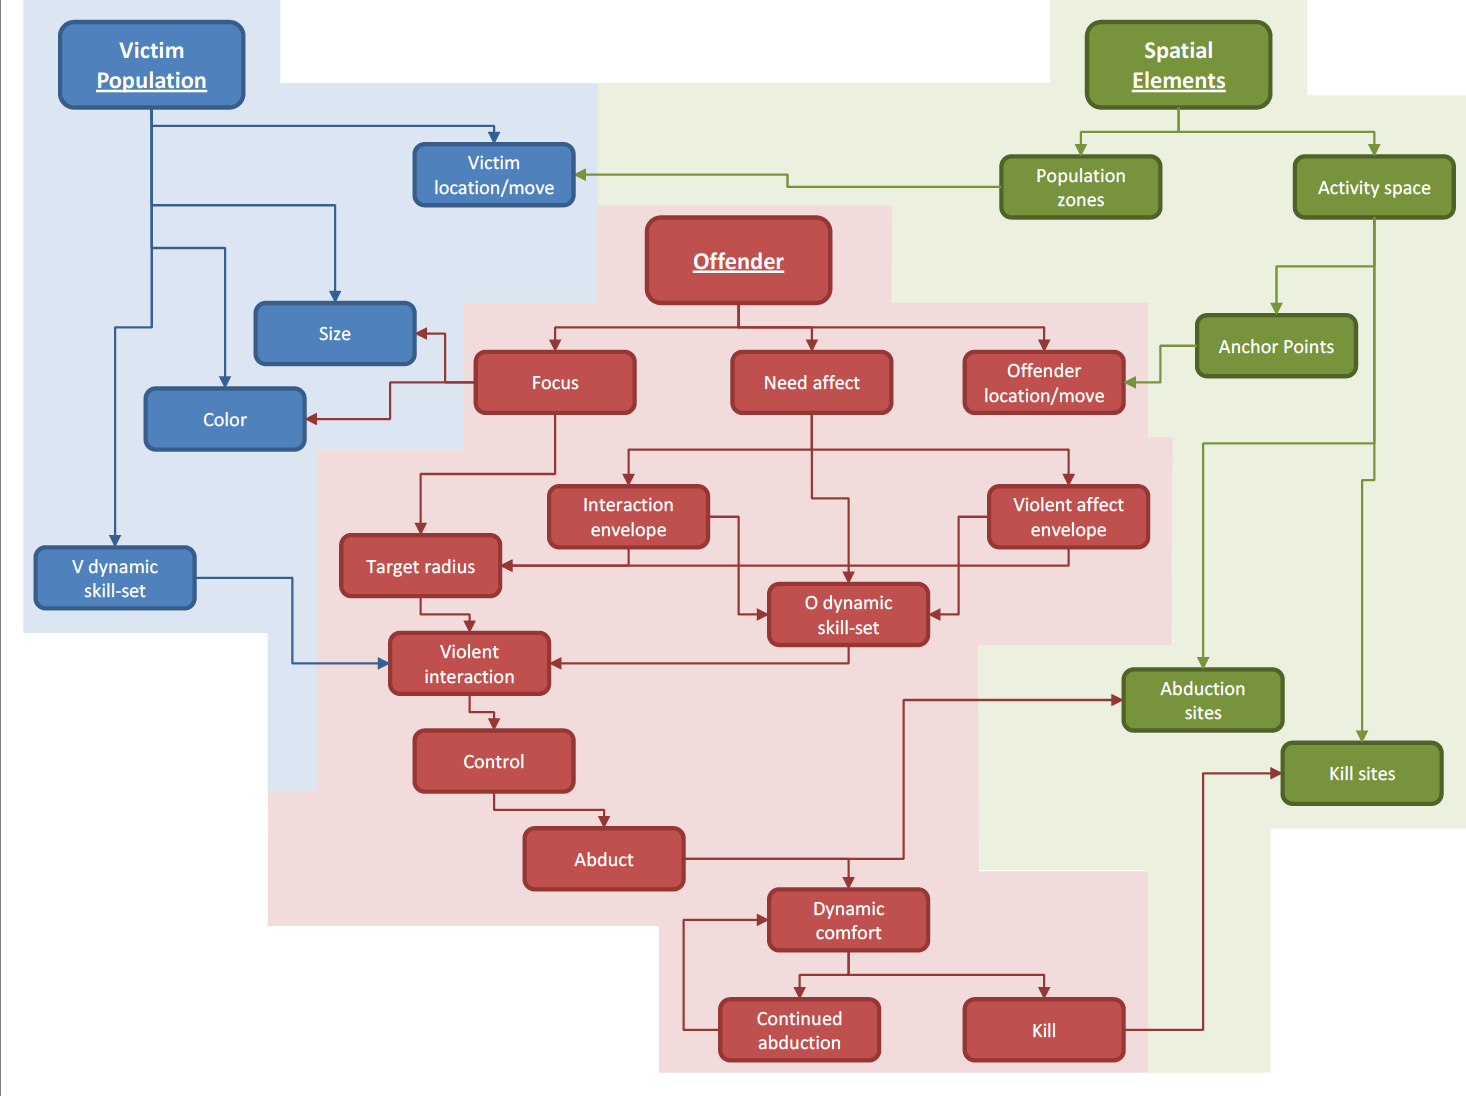 Victim
Population
Spatial
Elements
Victim
location/move
Population
zones
Activity space
Offender
Size
Anchor Points
Focus
Need affect
Offender
location/move
Color
Interaction
envelope
Violent affect
envelope
V dynamic
skill-set
Target radius
O dynamic
skill-set
Violent
interaction
Abduction
sites
Control
Kill sites
Abduct
Dynamic
comfort
Continued
abduction
Kill